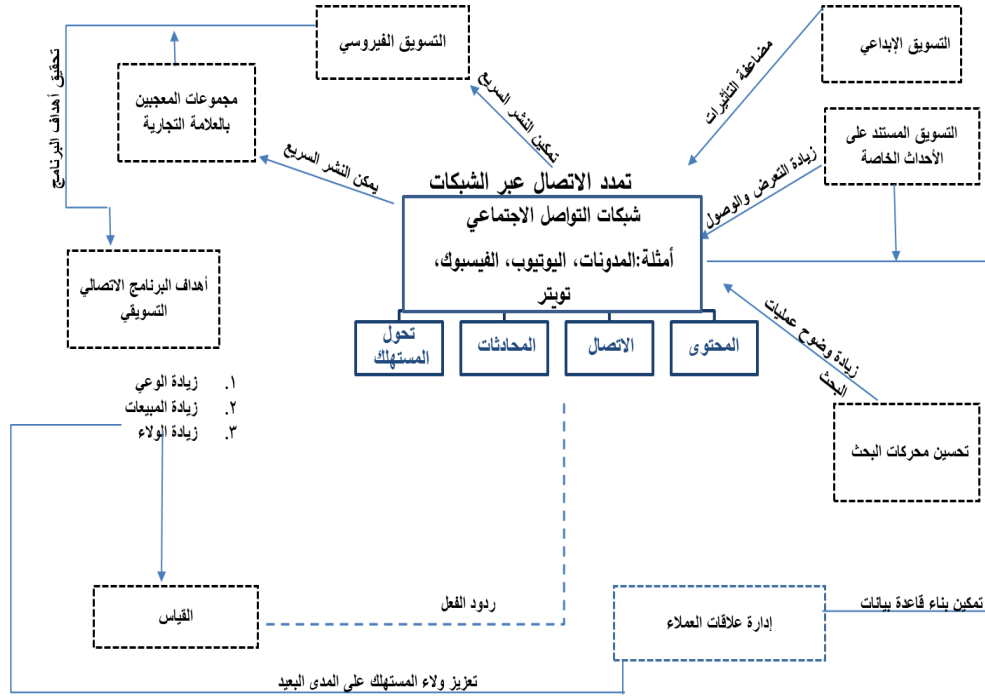 التسويق الإبداعي
مضاعفة التأثيرات
التسويق الفيروسي
تحقيق أهداف البرنامج
مجموعات المعجبين
بالعلامة التجارية
تمكين النشر السريع
يمكن النشر السريع
التسويق المستند على
الأحداث الخاصة
زيادة التعرض والوصول
تمدد الاتصال عبر الشبكات
شبكات التواصل الاجتماعي
أمثلة:المدونات، اليوتيوب، الفيسبوك،
تويتر
المحتوى
الاتصال
المحادثات
تحول
المستهلك
أهداف البرنامج الاتصالي
التسويقي
زيادة وضوح عمليات
البحث
تحسين محركات البحث
١. زيادة الوعي
٢. زيادة المبيعات
٣. زيادة الولاء
القياس
ردود الفعل
إدارة علاقات العملاء
تمكين بناء قاعدة بيانات
تعزيز ولاء المستهلك على المدى البعيد